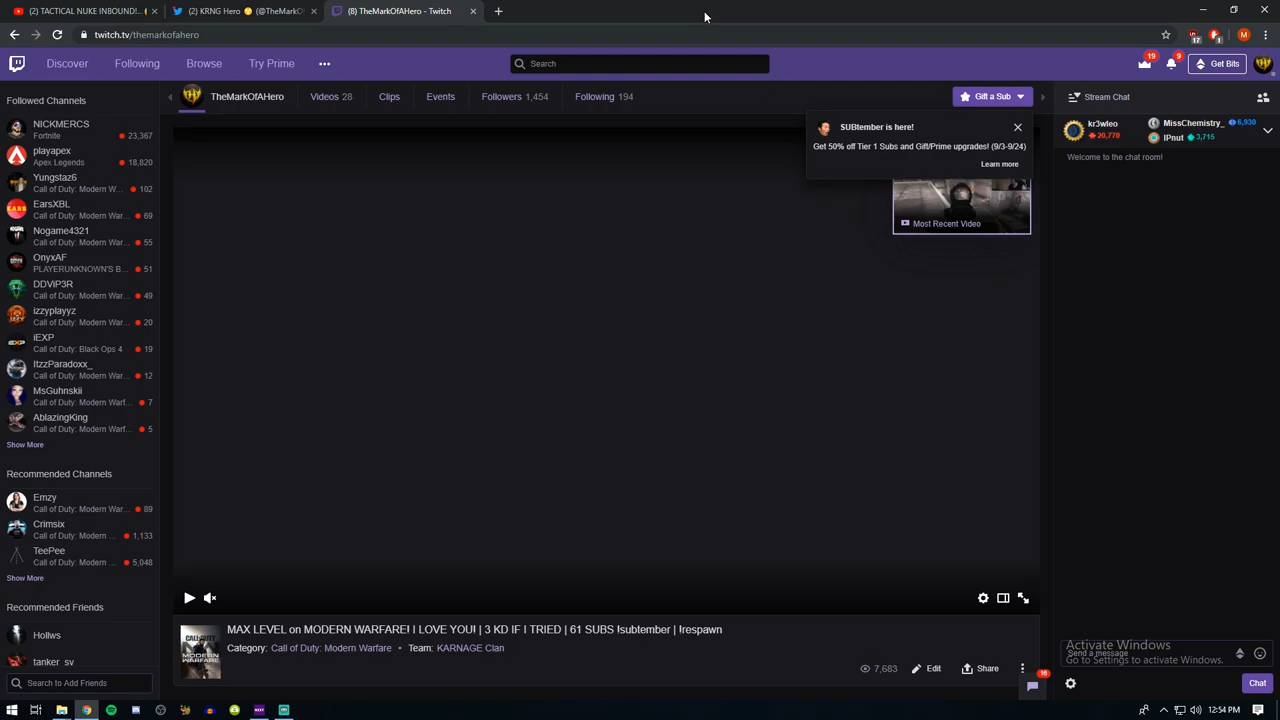 (2) TACTICAL NUKE INBOUND!...
(2) KRNG Hero 😏 (@TheMarkOf
(8) TheMarkOfAHero - Twitch
twitch.tv/themarkofahero
17
1
M
Discover
Following
Browse
Try Prime
Search
19
9
Get Bits
Followed Channels
TheMarkOfAHero
Videos 28
Clips
Events
Followers 1,454
Following 194
Gift a Sub
Stream Chat
NICKMERCS
Fortnite
23,367
playapex
Apex Legends
18,820
Yungstaz6
Call of Duty: Modern W...
102
EarsXBL
Call of Duty: Modern War...
69
Nogame4321
Call of Duty: Modern War...
55
OnyxAF
PLAYERUNKNOWN'S B...
51
DDViP3R
Call of Duty: Modern War...
49
izzyplayyz
Call of Duty: Modern War...
20
iEXP
Call of Duty: Black Ops 4
19
ItzzParadoxx_
Call of Duty: Modern War...
12
MsGuhnskii
Call of Duty: Modern Warf...
7
AblazingKing
Call of Duty: Modern Warf...
5
Show More
Recommended Channels
Emzy
Call of Duty: Modern W...
89
Crimsix
Call of Duty: Modern ...
1,133
TeePee
Call of Duty: Modern ...
5,048
Show More
Recommended Friends
Hollws
tanker_sv
Search to Add Friends
SUBtember is here!
Get 50% off Tier 1 Subs and Gift/Prime upgrades! (9/3-9/24)
Learn more
Most Recent Video
kr3wleo
20,770
MissChemistry_ 6,930
IPnut 3,715
Welcome to the chat room!
MAX LEVEL on MODERN WARFARE! I LOVE YOU! | 3 KD IF I TRIED | 61 SUBS !subtember | !respawn
Category: Call of Duty: Modern Warfare • Team: KARNAGE Clan
7,683
Edit
Share
16
Send a message
Activate Windows
Go to Settings to activate Windows.
Chat
12:54 PM